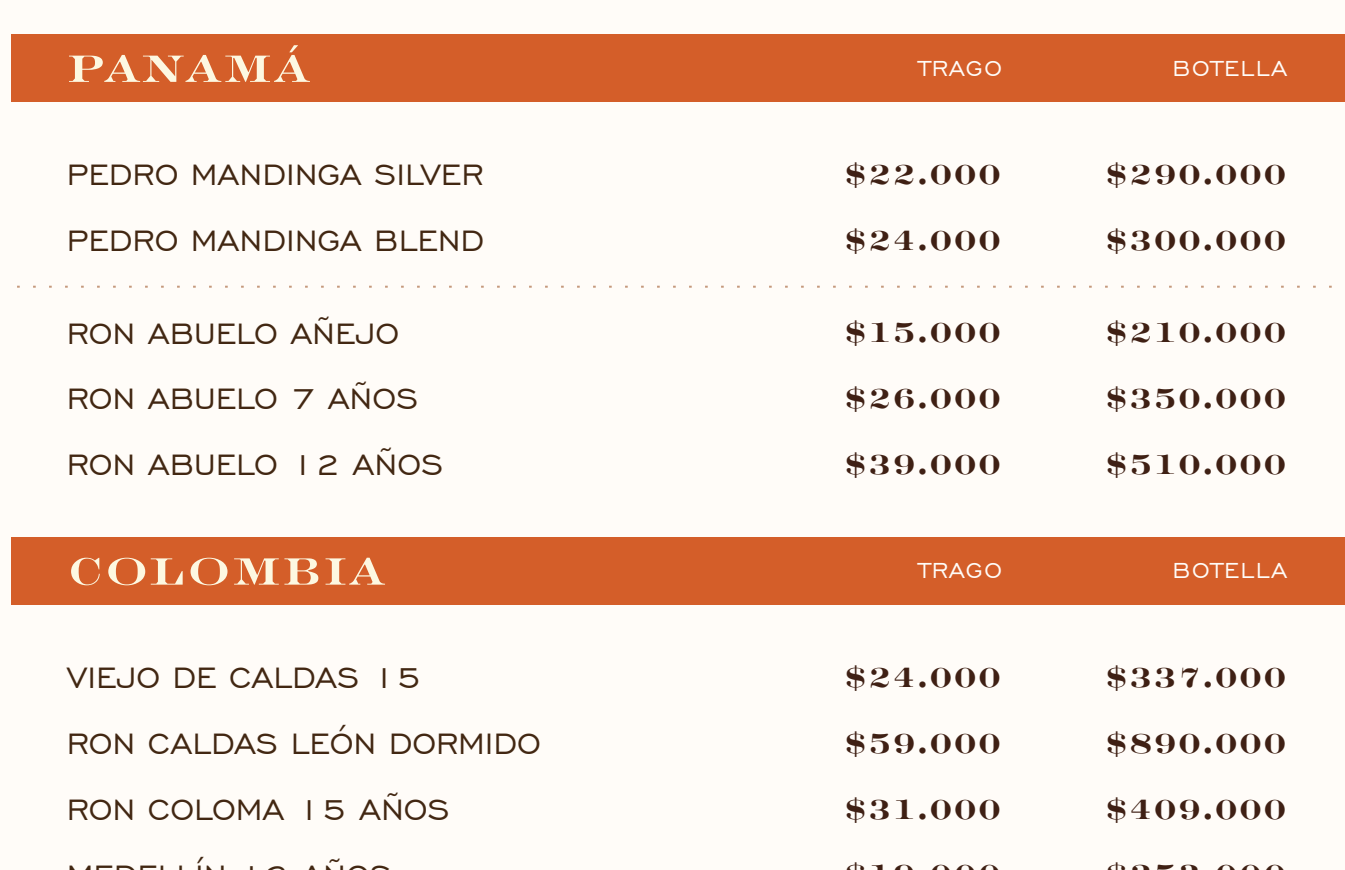 PANAMÁ TRAGO BOTELLA
PEDRO MANDINGA SILVER $22.000 $290.000
PEDRO MANDINGA BLEND $24.000 $300.000
RON ABUELO AÑEJO $15.000 $210.000
RON ABUELO 7 AÑOS $26.000 $350.000
RON ABUELO 12 AÑOS $39.000 $510.000
COLOMBIA TRAGO BOTELLA
VIEJO DE CALDAS 15 $24.000 $337.000
RON CALDAS LEÓN DORMIDO $59.000 $890.000
RON COLOMA 15 AÑOS $31.000 $409.000
MEDELLÍN AÑOS